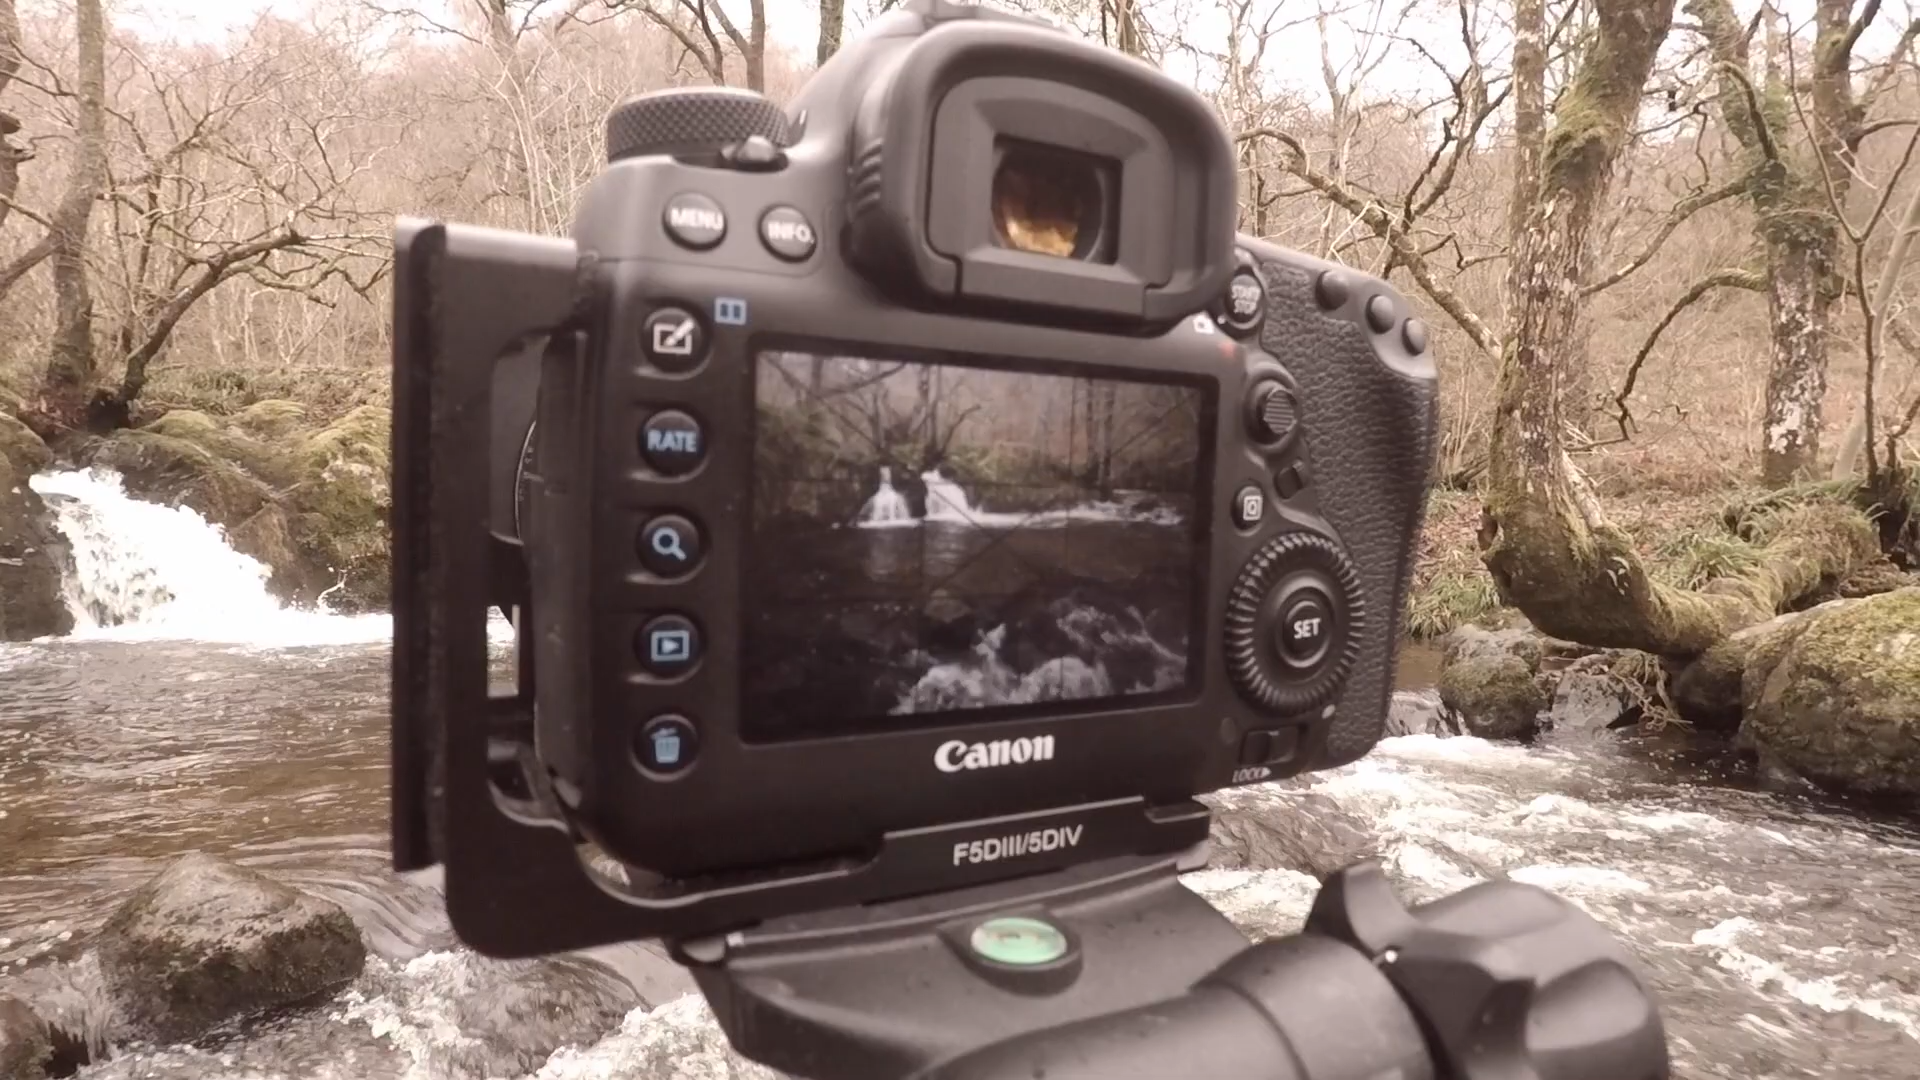 MENU
INFO.
START
STOP
RATE
SET
Canon
LOCK▶
F5DIII/5DIV